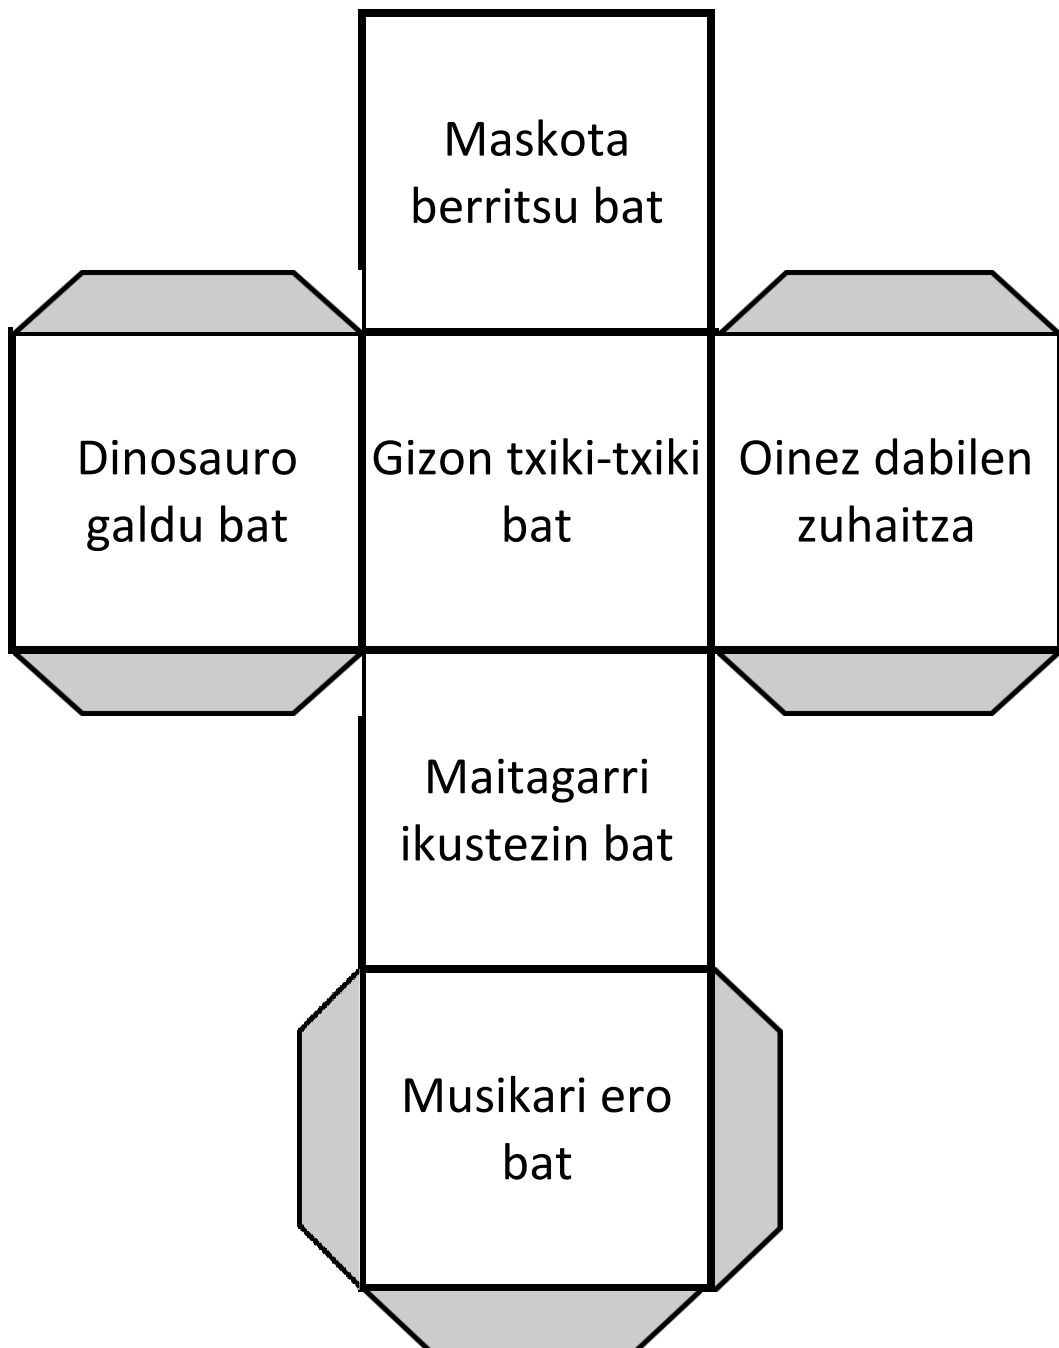 Maskota
berritsu bat
Dinosauro
galdu bat
Gizon txiki-txiki
bat
Oinez dabilen
zuhaitza
Maitagarri
ikustezin bat
Musikari ero
bat